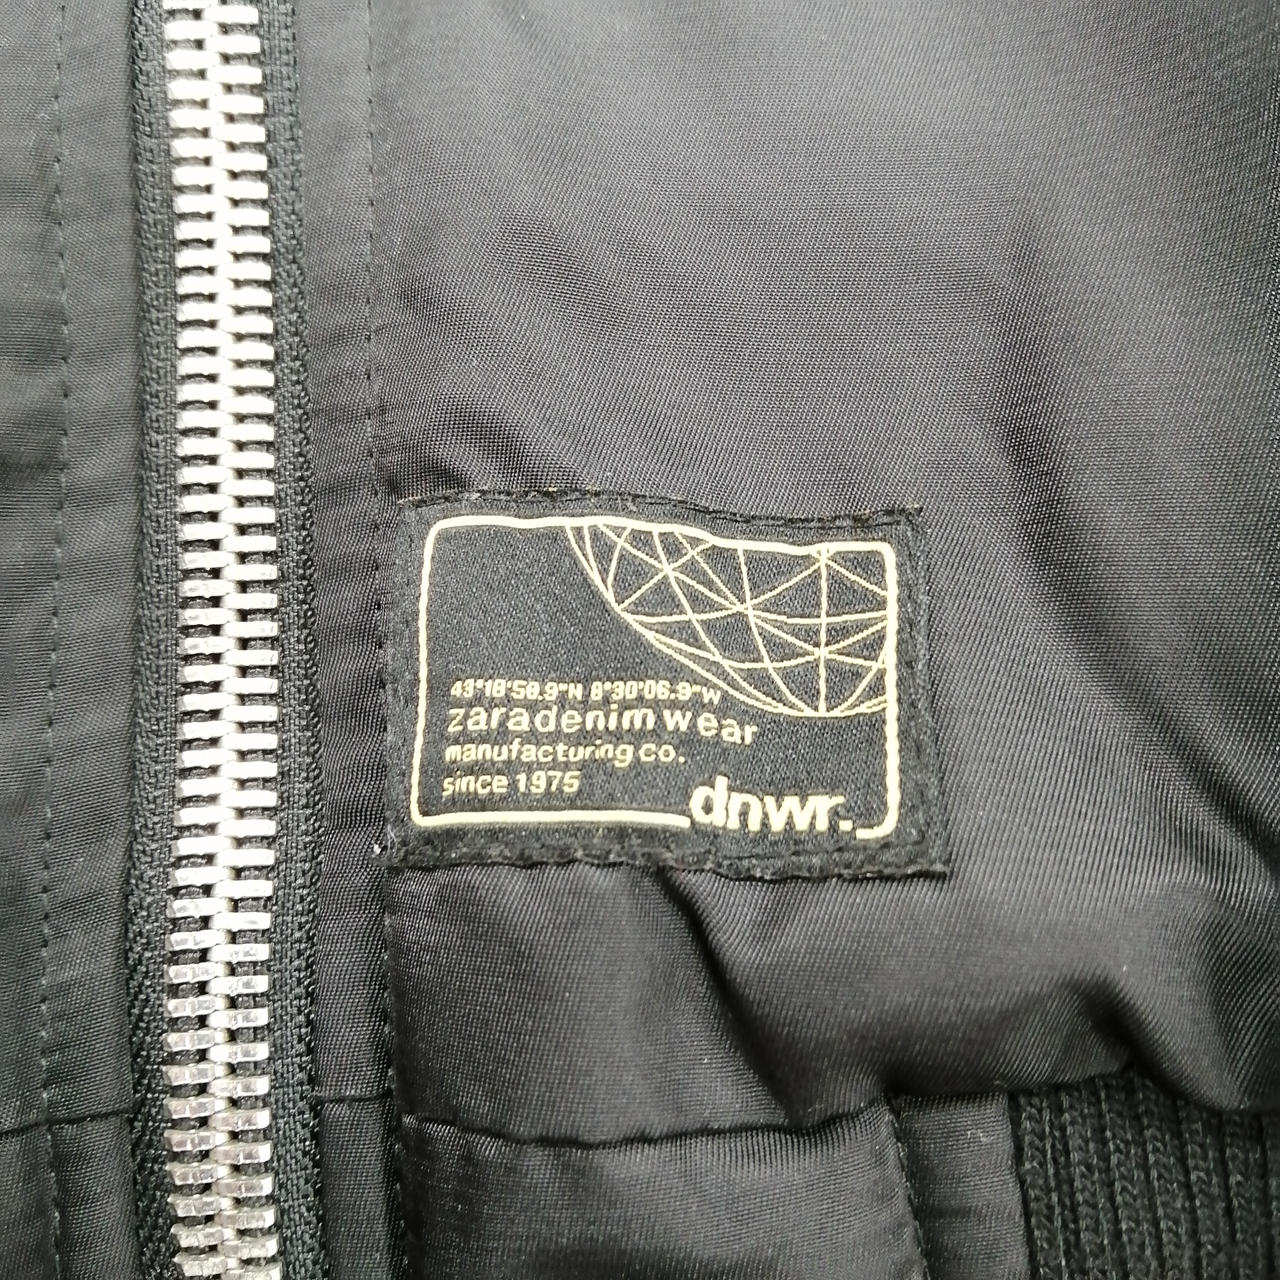 43°18'58.9"N 8°30'06.9"W
zaradenimwear
manufacturing co.
since 1975
dnwr.